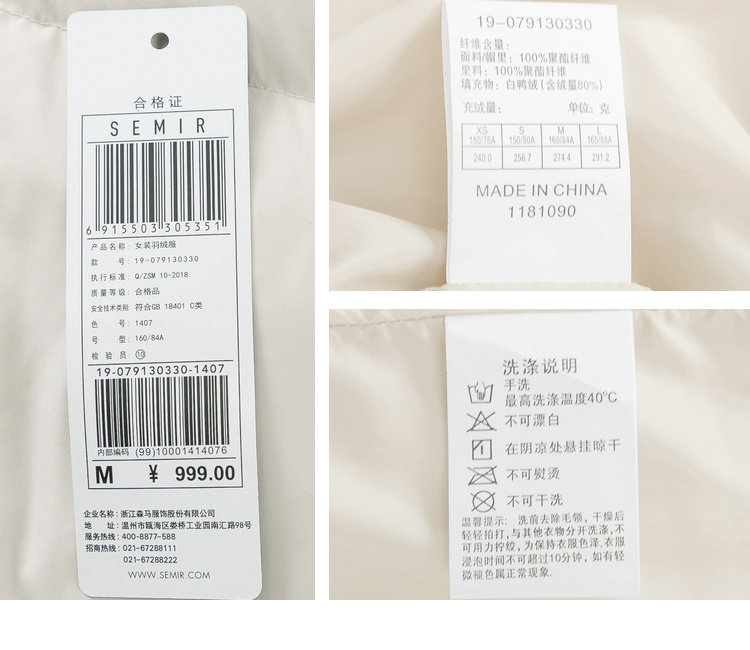 合格证
SEMIR
6 915503 305351
产品名称: 女装羽绒服
款 号: 19-079130330
执行标准: Q/ZSM 10-2018
质量等级: 合格品
安全技术类别 符合GB 18401 C类
色 号: 1407
号 型: 160/84A
检 验 员: ⑩
19-079130330-1407
内部编码 (99)10001414076
M ¥ 999.00
企业名称: 浙江森马服饰股份有限公司
地 址: 温州市瓯海区娄桥工业园南汇路98号
服务热线: 400-8877-588
招商热线: 021-67288111
021-67288222
WWW.SEMIR.COM
19-079130330
纤维含量:
面料/帽里: 100%聚酯纤维
里料: 100%聚酯纤维
填充物: 白鸭绒(含绒量80%)
充绒量: 单位: 克
XS S M L
150/76A 150/80A 160/84A 165/88A
240.0 256.7 274.4 291.2
MADE IN CHINA
1181090
洗涤说明
手洗
最高洗涤温度40℃
不可漂白
在阴凉处悬挂晾干
不可熨烫
不可干洗
温馨提示: 洗前去除毛领, 干燥后
轻轻拍打, 与其他衣物分开洗涤, 不
可用力拧绞, 为保持衣服色泽, 衣服
浸泡时间不可超过10分钟, 如有轻
微褪色属正常现象.